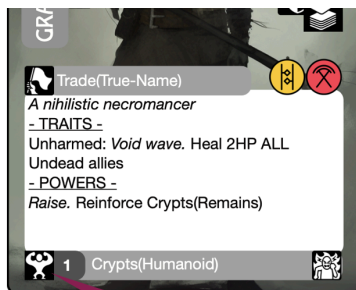 GRA
Trade(True-Name)
A nihilistic necromancer
- TRAITS -
Unharmed: Void wave. Heal 2HP ALL
Undead allies
- POWERS -
Raise. Reinforce Crypts(Remains)
1 Crypts(Humanoid)